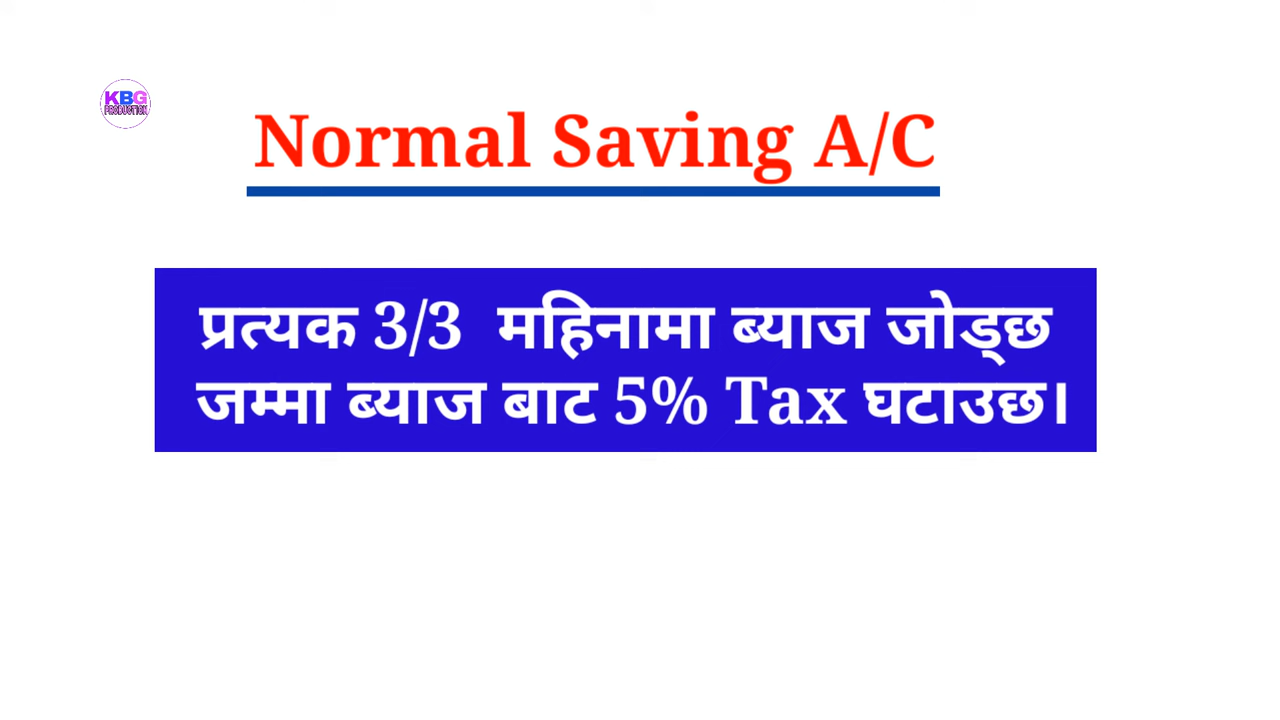 KBG
PRODUCTION
Normal Saving A/C
प्रत्यक 3/3 महिनामा ब्याज जोड्छ
जम्मा ब्याज बाट 5% Tax घटाउछ।